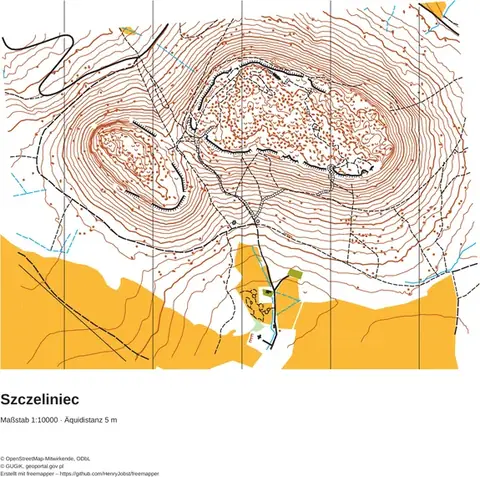 Szczeliniec
Maßstab 1:10000 · Äquidistanz 5 m
© OpenStreetMap-Mitwirkende, ODbL
© GUGiK, geoportal.gov.pl
Erstellt mit freemapper – https://github.com/HenryJobst/freemapper